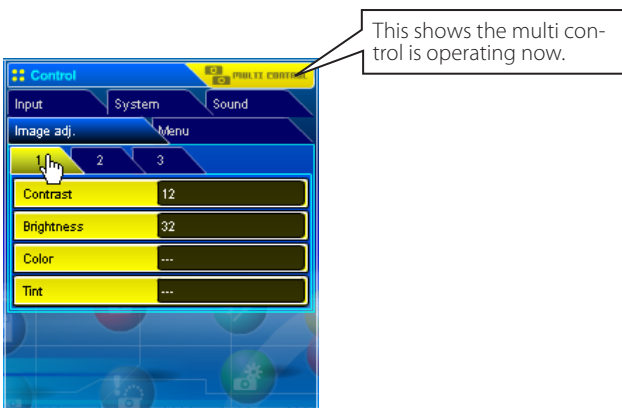 This shows the multi con-
trol is operating now.
Control
MULTI CONTROL
Input System Sound
Image adj. Menu
1 2 3
Contrast 12
Brightness 32
Color ---
Tint ---